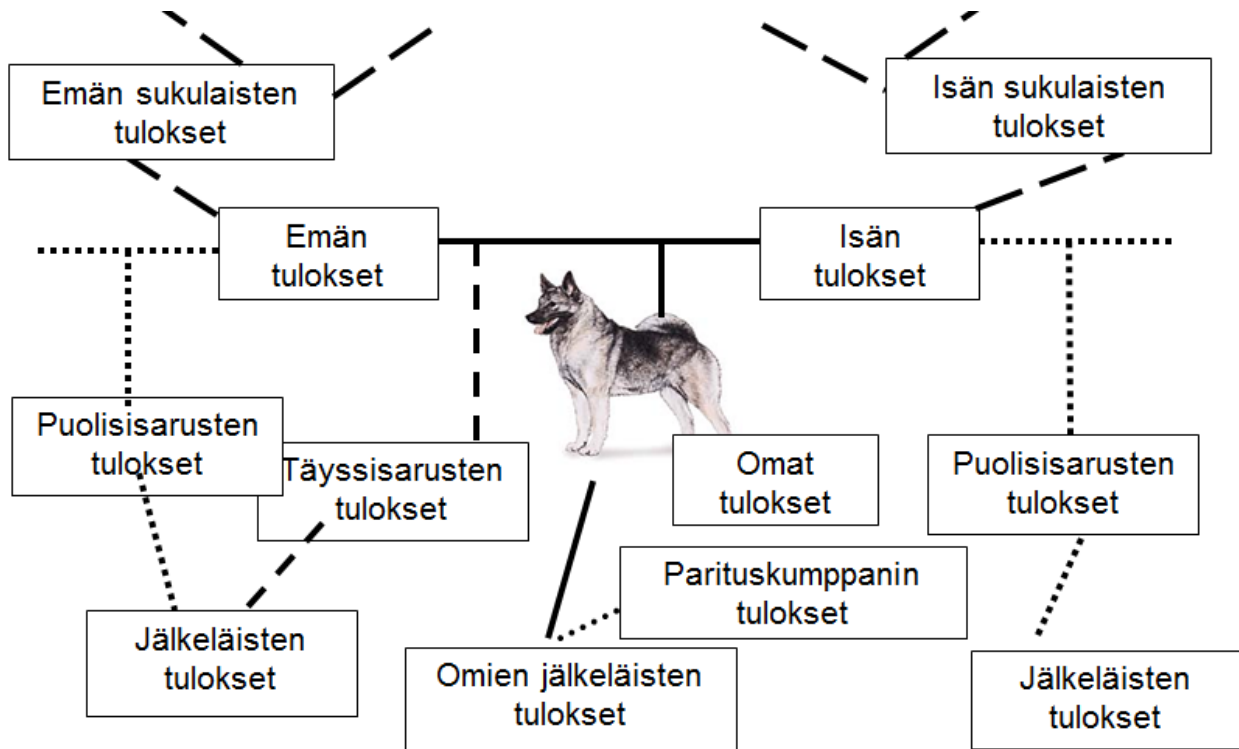 Emän sukulaisten
tulokset
Isän sukulaisten
tulokset
Emän
tulokset
Isän
tulokset
Puolisisarusten
tulokset
Täyssisarusten
tulokset
Omat
tulokset
Puolisisarusten
tulokset
Parituskumppanin
tulokset
Jälkeläisten
tulokset
Omien jälkeläisten
tulokset
Jälkeläisten
tulokset